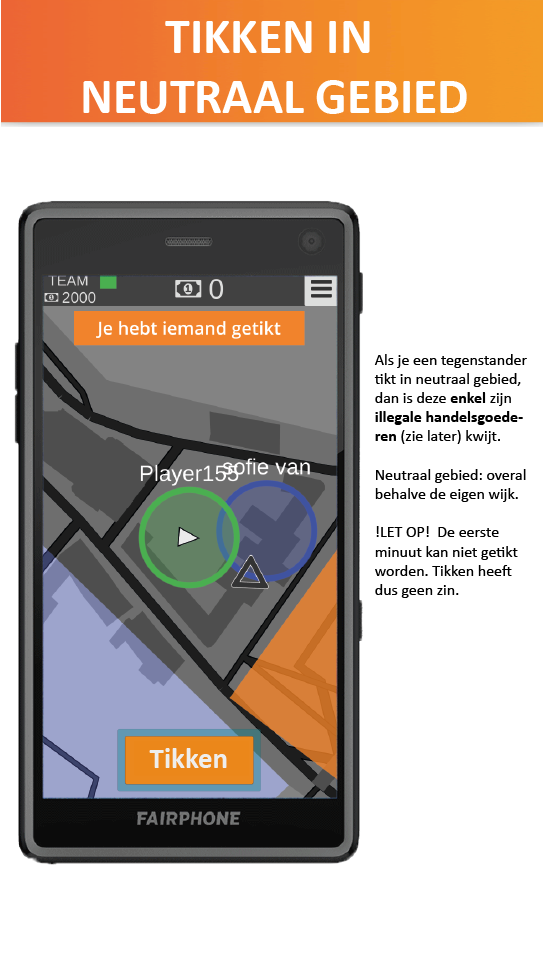 TIKKEN IN
NEUTRAAL GEBIED
TEAM
2000
0
Je hebt iemand getikt
Player155
sofie van
Tikken
FAIRPHONE
Als je een tegenstander
tikt in neutraal gebied,
dan is deze enkel zijn
illegale handelsgoede-
ren (zie later) kwijt.
Neutraal gebied: overal
behalve de eigen wijk.
!LET OP! De eerste
minuut kan niet getikt
worden. Tikken heeft
dus geen zin.